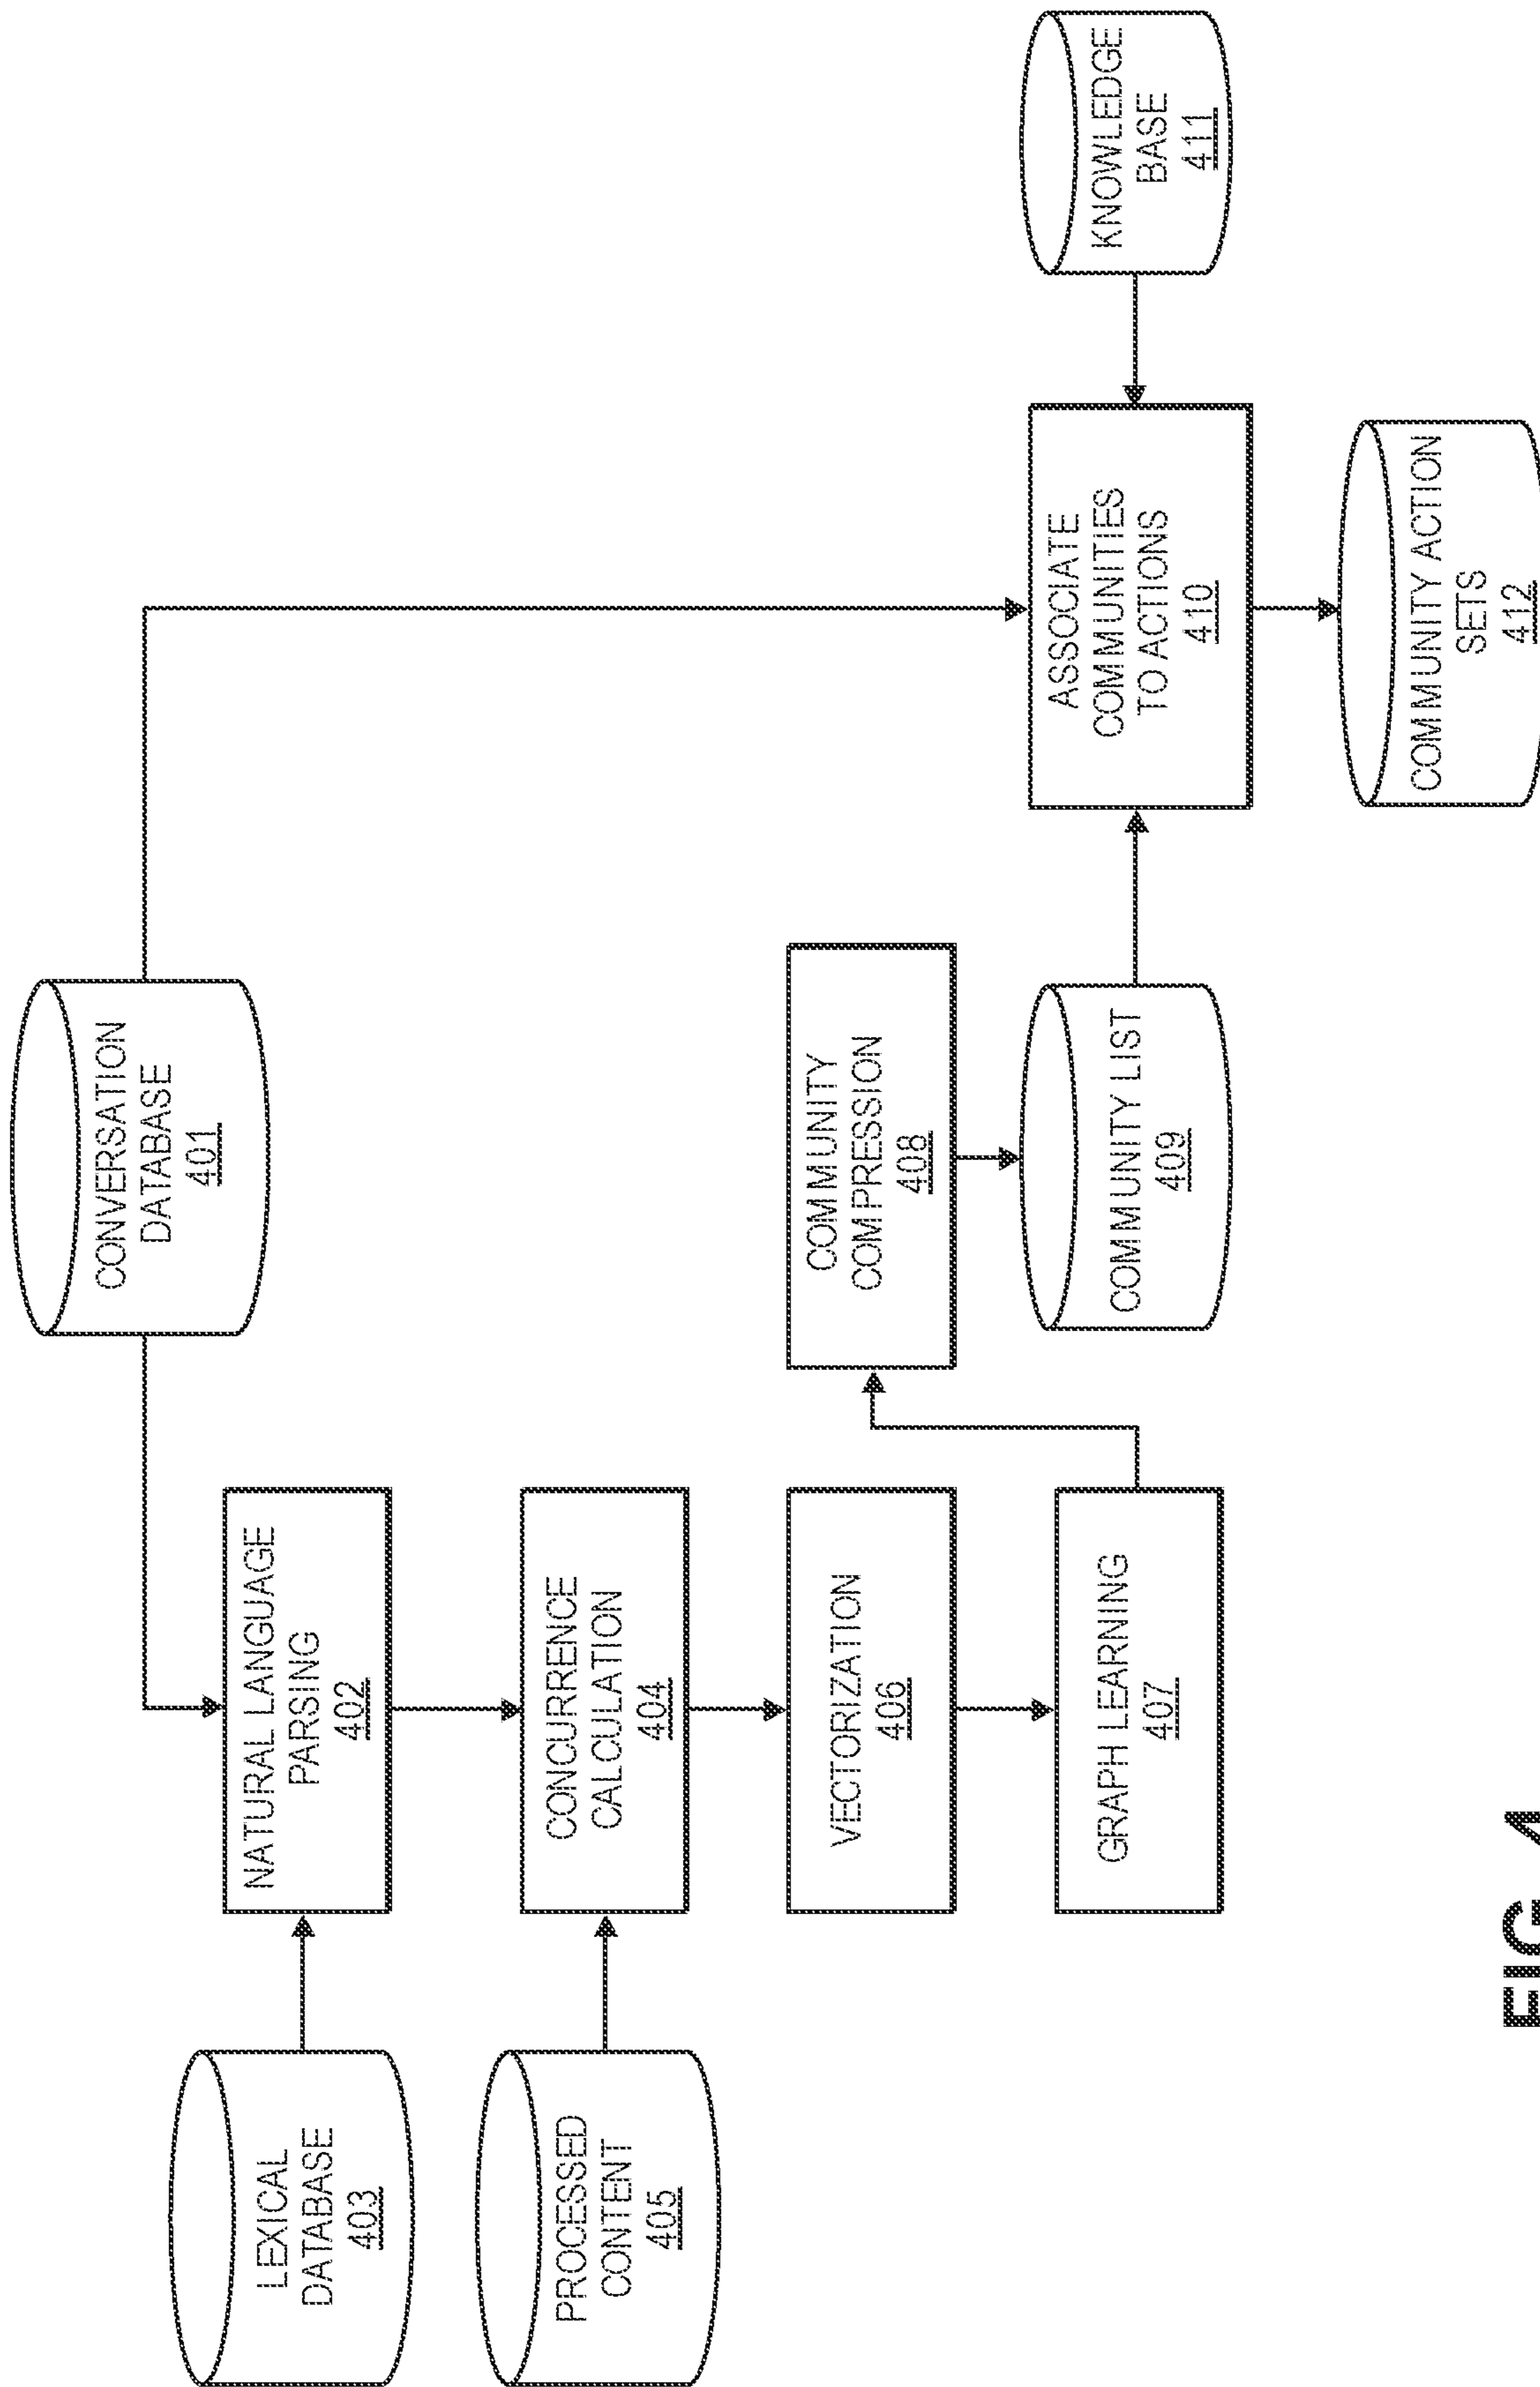 CONVERSATION
DATABASE
401
LEXICAL
DATABASE
403
NATURAL LANGUAGE
PARSING
402
PROCESSED
CONTENT
405
CONCURRENCE
CALCULATION
404
VECTORIZATION
406
COMMUNITY
COMPRESSION
408
GRAPH LEARNING
407
COMMUNITY LIST
409
ASSOCIATE
COMMUNITIES
TO ACTIONS
410
KNOWLEDGE
BASE
411
COMMUNITY ACTION
SETS
412
FIG. 4